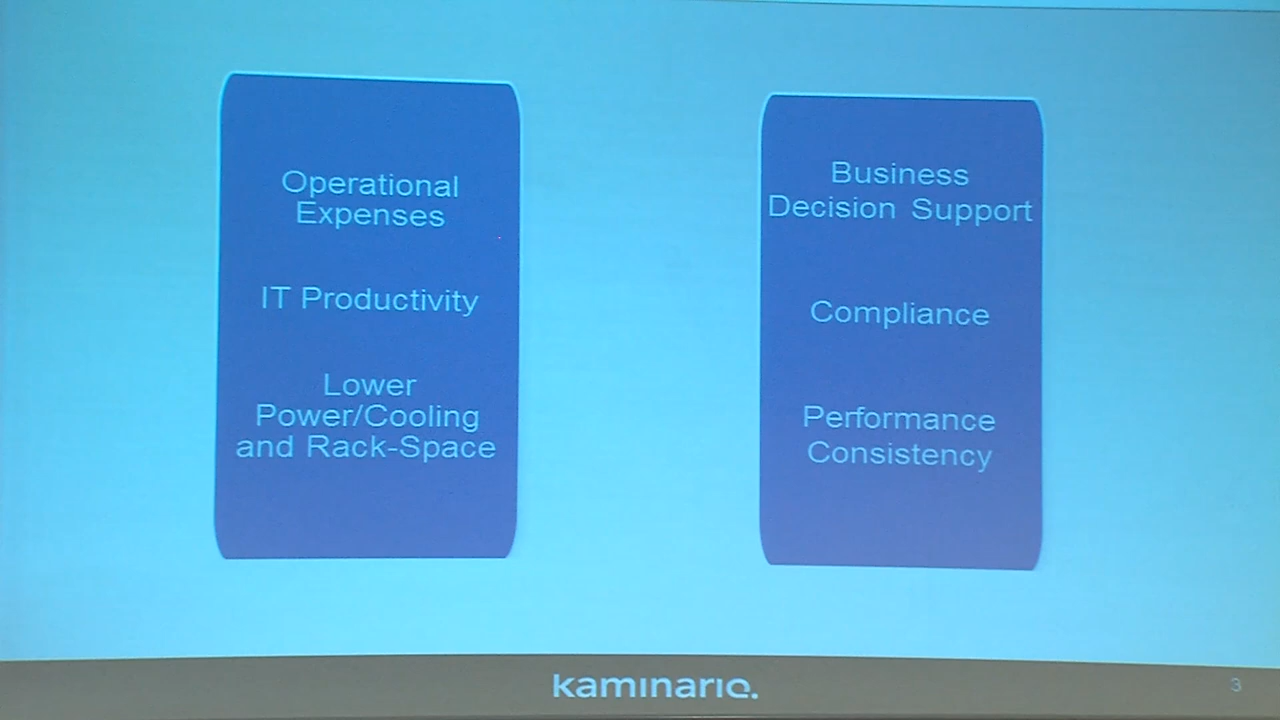 Operational
Expenses
IT Productivity
Lower
Power/Cooling
and Rack-Space
Business
Decision Support
Compliance
Performance
Consistency
kaminario.
3